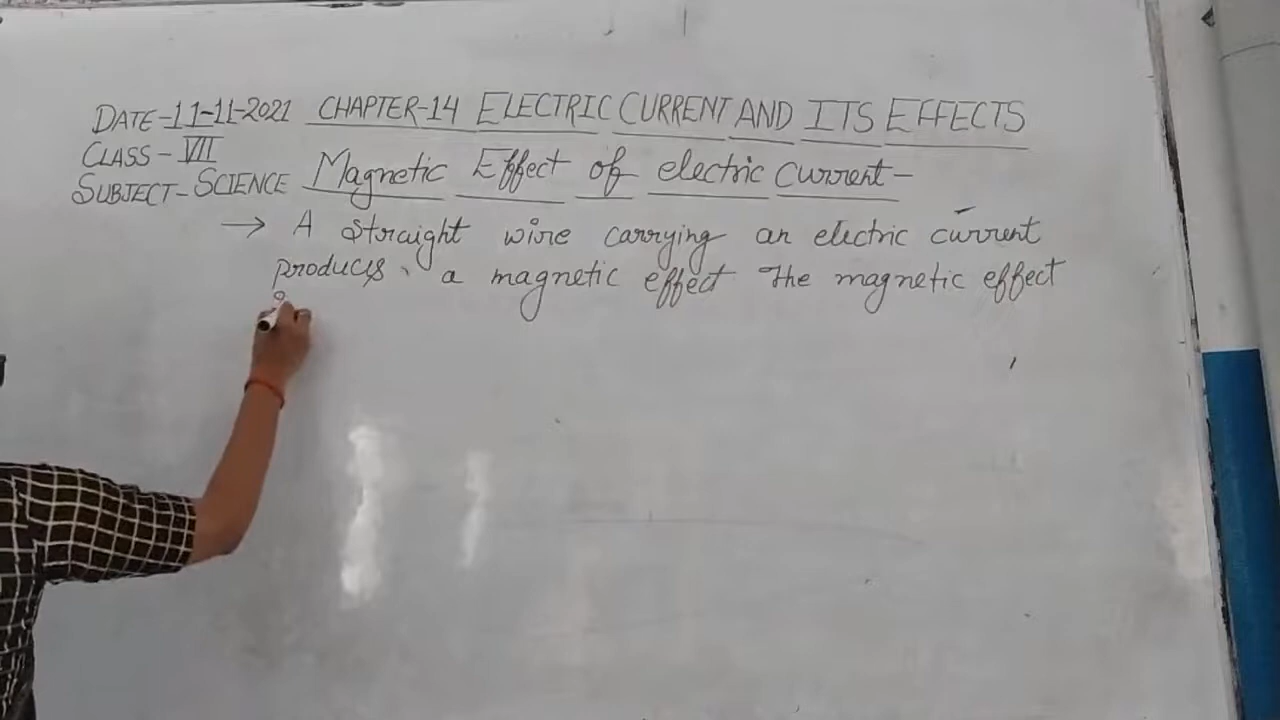 DATE-11-11-2021 CHAPTER-14 ELECTRIC CURRENT AND ITS EFFECTS
CLASS-VII
SUBJECT-SCIENCE Magnetic Effect of electric current-
→ A straight wire carrying an electric current
produces a magnetic effect The magnetic effect